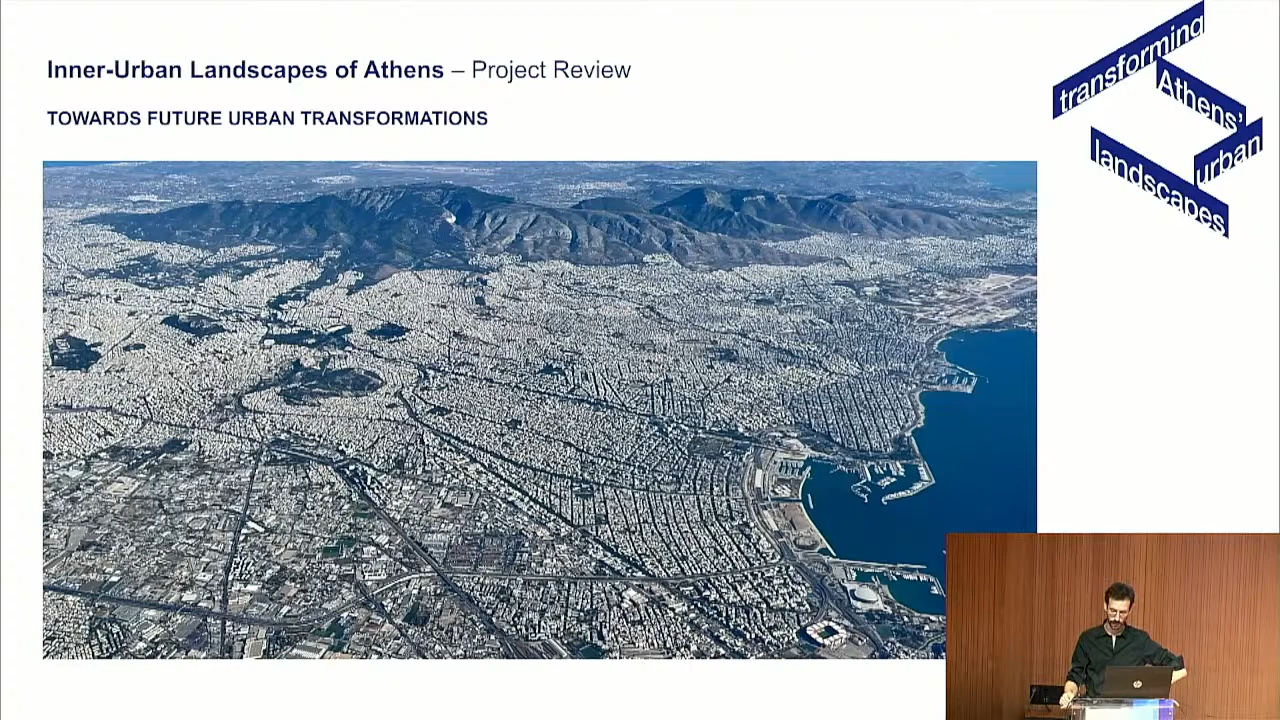 Inner-Urban Landscapes of Athens – Project Review
TOWARDS FUTURE URBAN TRANSFORMATIONS
transforming
Athens'
urban
landscapes